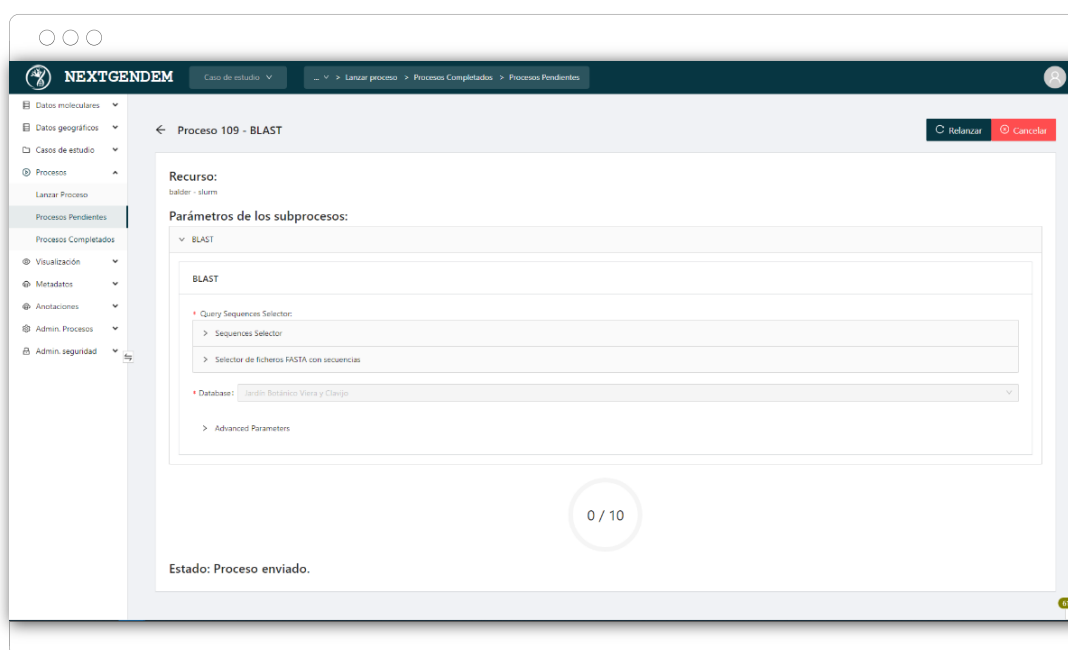 NEXTGENDEM
Caso de estudio
... > Lanzar proceso > Procesos Completados > Procesos Pendientes
Datos moleculares
Datos geográficos
Casos de estudio
Procesos
Lanzar Proceso
Procesos Pendientes
Procesos Completados
Visualización
Metadatos
Anotaciones
Admin. Procesos
Admin. seguridad
Proceso 109 - BLAST
Relanzar
Cancelar
Recurso:
balder - slurm
Parámetros de los subprocesos:
BLAST
BLAST
* Query Sequences Selector:
Sequences Selector
Selector de ficheros FASTA con secuencias
* Database: Jardín Botánico Viera y Clavijo
Advanced Parameters
0 / 10
Estado: Proceso enviado.